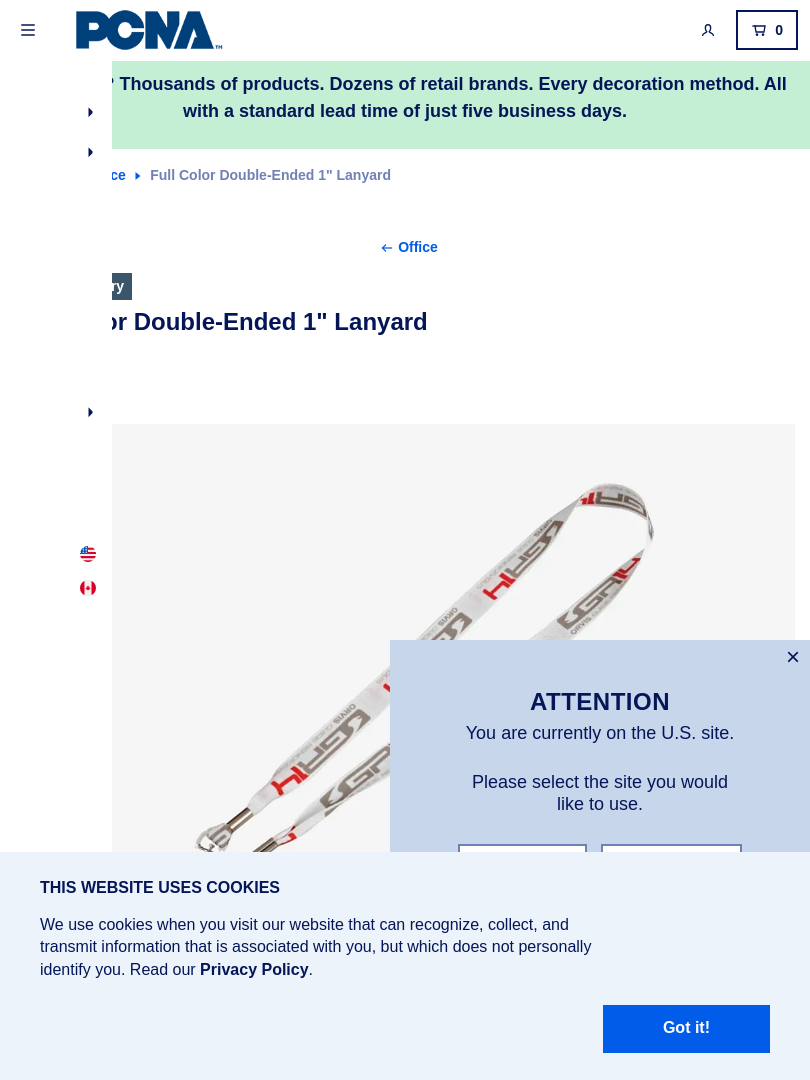 PCNA™
0
? Thousands of products. Dozens of retail brands. Every decoration method. All
with a standard lead time of just five business days.
Full Color Double-Ended 1" Lanyard
Office
or Double-Ended 1" Lanyard
ORVIS
ORVIS
ORVIS
ATTENTION
You are currently on the U.S. site.
Please select the site you would
like to use.
THIS WEBSITE USES COOKIES
We use cookies when you visit our website that can recognize, collect, and
transmit information that is associated with you, but which does not personally
identify you. Read our Privacy Policy.
Got it!